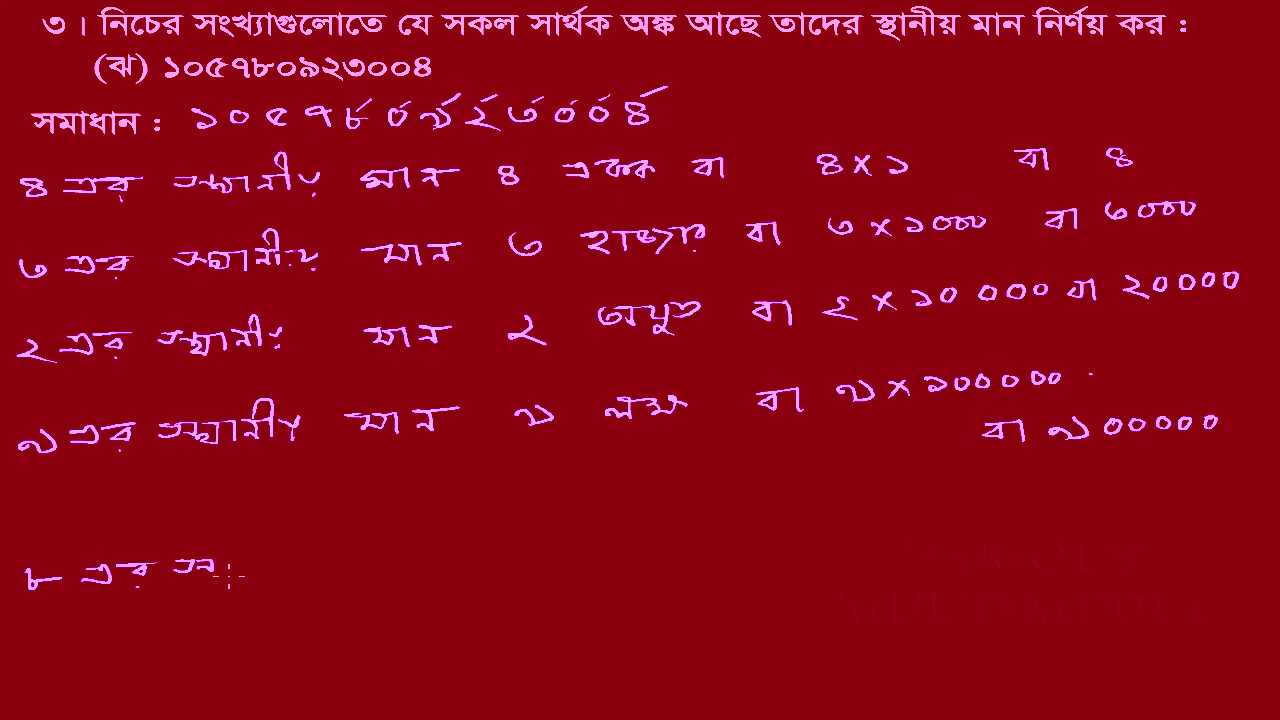 ৩। নিচের সংখ্যাগুলোতে যে সকল সার্থক অঙ্ক আছে তাদের স্থানীয় মান নির্ণয় কর :
(ঝ) ১০৫৭৮০৯২৩০০৪
সমাধান : ১০৫৭৮০৯২৩০০৪
৪ এর স্থানীয় মান ৪ একক বা ৪ × ১ বা ৪
৩ এর স্থানীয় মান ৩ হাজার বা ৩ × ১০০০ বা ৩০০০
২ এর স্থানীয় মান ২ অযুত বা ২ × ১০ ০০০ বা ২০০০০
৯ এর স্থানীয় মান ৯ লক্ষ বা ৯ × ১০০০০০
বা ৯০০০০০
৮ এর